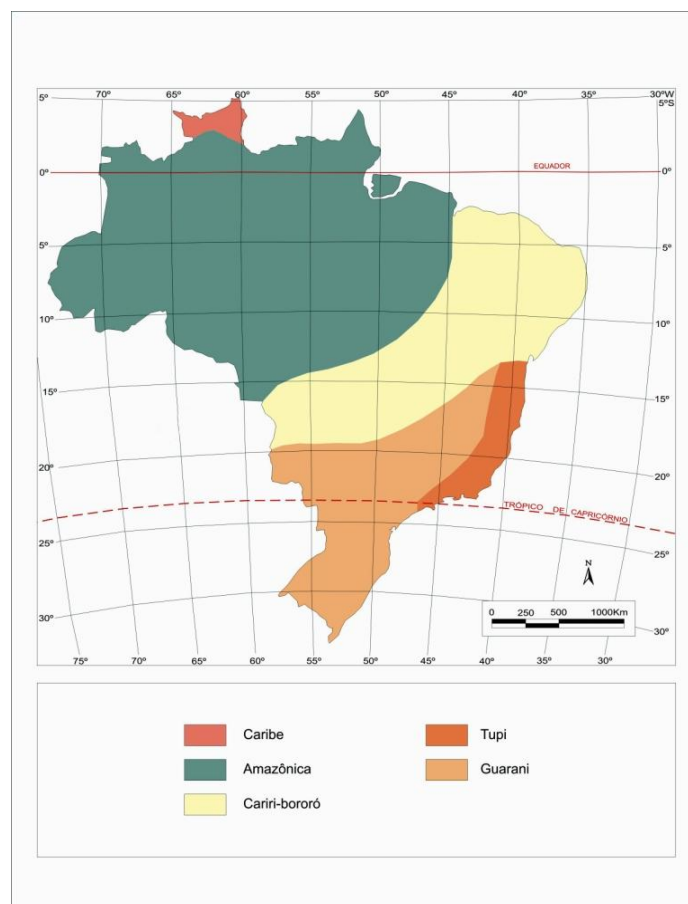 70º 65º 60º 55º 50º 45º 40º 35º 30ºW
5º 5ºS
EQUADOR
0º 0º
5º 5º
10º 10º
15º 15º
20º 20º
TRÓPICO DE CAPRICÓRNIO
25º 25º
N
0 250 500 1000Km
30º 30º
75º 70º 65º 60º 55º 50º 45º 40º 35º 30º
Caribe Tupi
Amazônica Guarani
Cariri-bororó